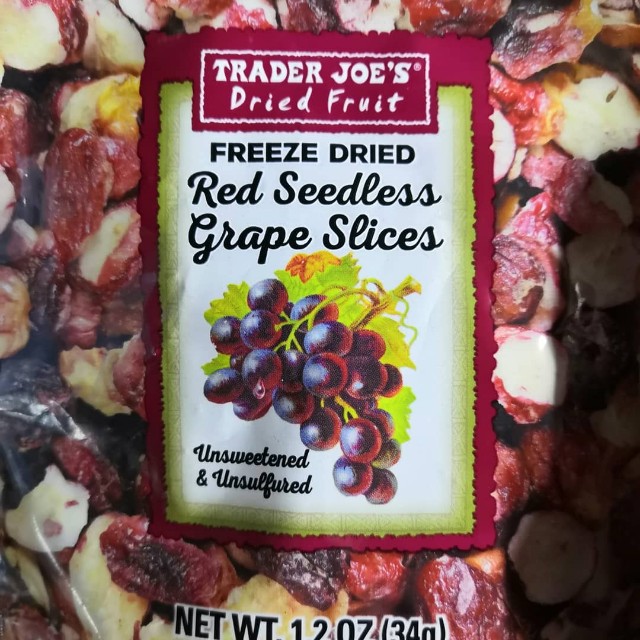 TRADER JOE'S®
Dried Fruit
FREEZE DRIED
Red Seedless
Grape Slices
Unsweetened
& Unsulfured
NET WT. 1.2 OZ (34g)